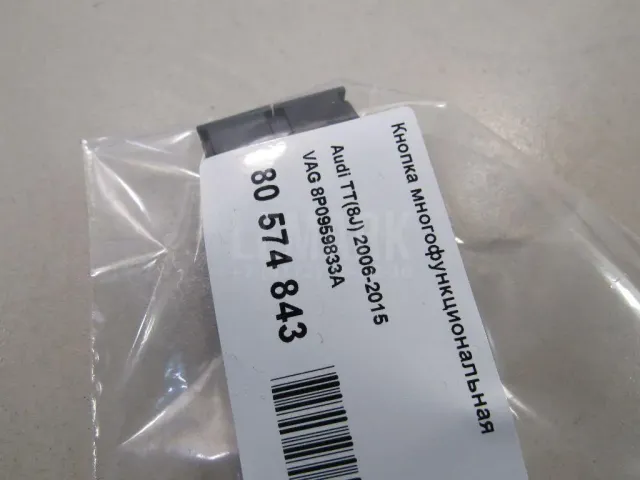 Кнопка многофункциональная
Audi TT(8J) 2006-2015
VAG 8P0959833A
80 574 843